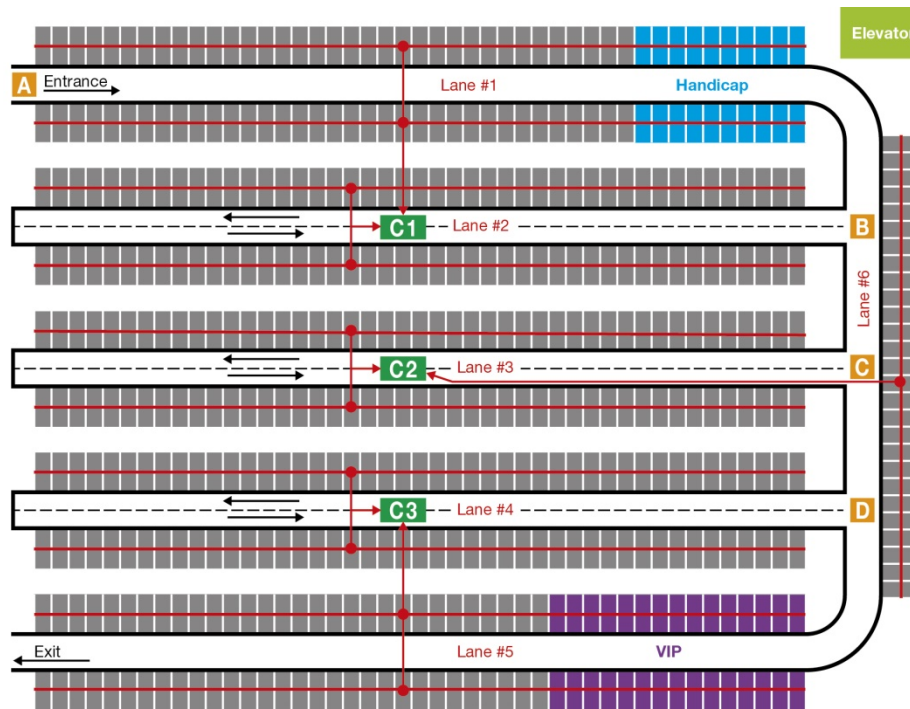 Elevator
A Entrance
Lane #1 Handicap
C1 Lane #2 B
Lane #6
C2 Lane #3 C
C3 Lane #4 D
Exit Lane #5 VIP